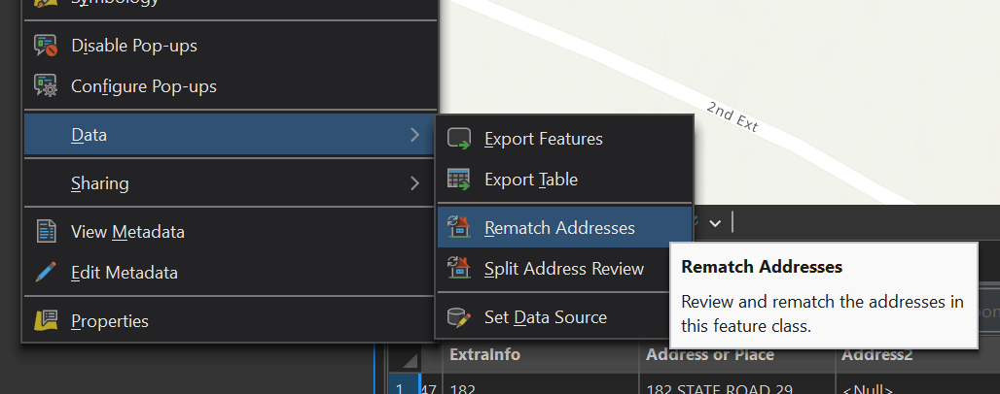 Symbology
Disable Pop-ups
Configure Pop-ups
2nd Ext
Data
Export Features
Export Table
Sharing
Rematch Addresses
View Metadata
Split Address Review
Rematch Addresses
Edit Metadata
Review and rematch the addresses in
this feature class.
Set Data Source
Properties
ExtraInfo
Address or Place
Address2
1
47
182
182 STATE ROAD 29
<Null>